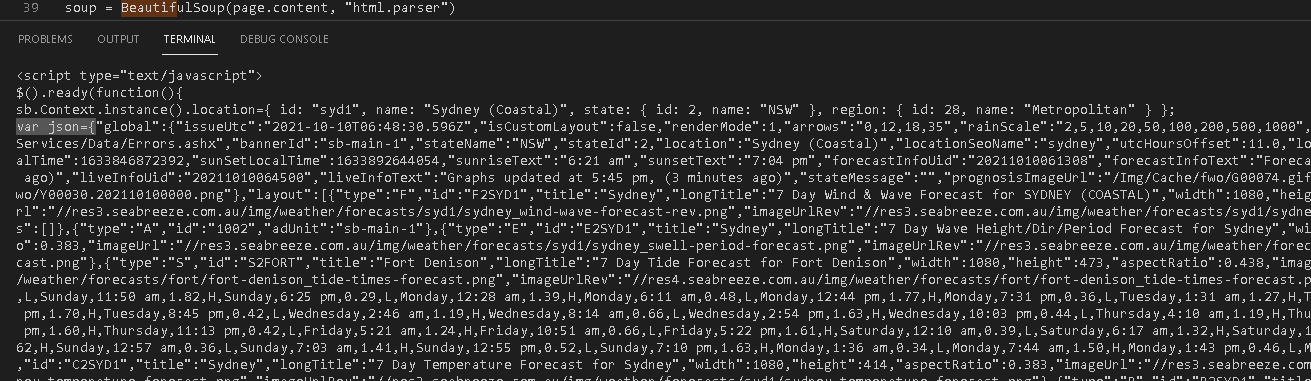 39 soup = BeautifulSoup(page.content, "html.parser")
PROBLEMS OUTPUT TERMINAL DEBUG CONSOLE
<script type="text/javascript">
$().ready(function(){
sb.Context.instance().location={ id: "syd1", name: "Sydney (Coastal)", state: { id: 2, name: "NSW" }, region: { id: 28, name: "Metropolitan" } };
var json={"global":{"issueUtc":"2021-10-10T06:48:30.596Z","isCustomLayout":false,"renderMode":1,"arrows":"0,12,18,35","rainScale":"2,5,10,20,50,100,200,500,1000",
Services/Data/Errors.ashx","bannerId":"sb-main-1","stateName":"NSW","stateId":2,"location":"Sydney (Coastal)","locationSeoName":"sydney","utcHoursOffset":11.0,"lo
alTime":1633846872392,"sunSetLocalTime":1633892644054,"sunriseText":"6:21 am","sunsetText":"7:04 pm","forecastInfoUid":"20211010061308","forecastInfoText":"Foreca
ago)","liveInfoUid":"20211010064500","liveInfoText":"Graphs updated at 5:45 pm, (3 minutes ago)","stateMessage":"","prognosisImageUrl":"/Img/Cache/fwo/G00074.gif
wo/Y00030.202110100000.png"},"layout":[{"type":"F","id":"F2SYD1","title":"Sydney","longTitle":"7 Day Wind & Wave Forecast for SYDNEY (COASTAL)","width":1080,"heig
rl":"//res3.seabreeze.com.au/img/weather/forecasts/syd1/sydney_wind-wave-forecast-rev.png","imageUrlRev":"//res3.seabreeze.com.au/img/weather/forecasts/syd1/sydne
s":[]},{"type":"A","id":"1002","adUnit":"sb-main-1"},{"type":"E","id":"E2SYD1","title":"Sydney","longTitle":"7 Day Wave Height/Dir/Period Forecast for Sydney","wi
o":0.383,"imageUrl":"//res3.seabreeze.com.au/img/weather/forecasts/syd1/sydney_swell-period-forecast.png","imageUrlRev":"//res3.seabreeze.com.au/img/weather/forec
cast.png"},{"type":"S","id":"S2FORT","title":"Fort Denison","longTitle":"7 Day Tide Forecast for Fort Denison","width":1080,"height":473,"aspectRatio":0.438,"imag
/weather/forecasts/fort/fort-denison_tide-times-forecast.png","imageUrlRev":"//res4.seabreeze.com.au/img/weather/forecasts/fort/fort-denison_tide-times-forecast.p
,L,Sunday,11:50 am,1.82,H,Sunday,6:25 pm,0.29,L,Monday,12:28 am,1.39,H,Monday,6:11 am,0.48,L,Monday,12:44 pm,1.77,H,Monday,7:31 pm,0.36,L,Tuesday,1:31 am,1.27,H,T
pm,1.70,H,Tuesday,8:45 pm,0.42,L,Wednesday,2:46 am,1.19,H,Wednesday,8:14 am,0.66,L,Wednesday,2:54 pm,1.63,H,Wednesday,10:03 pm,0.44,L,Thursday,4:10 am,1.19,H,Thur
pm,1.60,H,Thursday,11:13 pm,0.42,L,Friday,5:21 am,1.24,H,Friday,10:51 am,0.66,L,Friday,5:22 pm,1.61,H,Saturday,12:10 am,0.39,L,Saturday,6:17 am,1.32,H,Saturday,1
62,H,Sunday,12:57 am,0.36,L,Sunday,7:03 am,1.41,H,Sunday,12:55 pm,0.52,L,Sunday,7:10 pm,1.63,H,Monday,1:36 am,0.34,L,Monday,7:44 am,1.50,H,Monday,1:43 pm,0.46,L,M
,"id":"C2SYD1","title":"Sydney","longTitle":"7 Day Temperature Forecast for Sydney","width":1080,"height":414,"aspectRatio":0.383,"imageUrl":"//res3.seabreeze.com